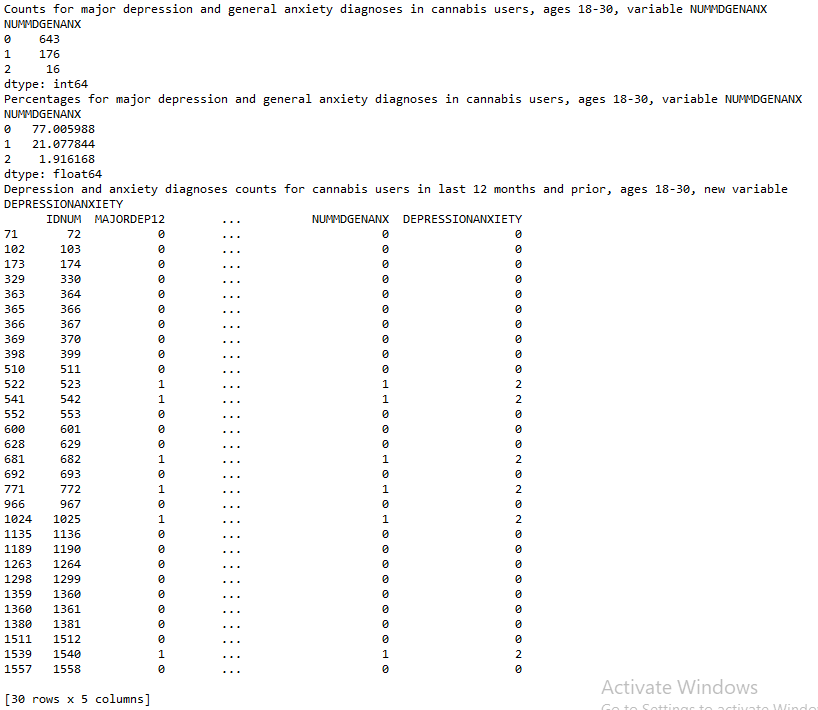 Counts for major depression and general anxiety diagnoses in cannabis users, ages 18-30, variable NUMMDGENANX
NUMMDGENANX
0 643
1 176
2 16
dtype: int64
Percentages for major depression and general anxiety diagnoses in cannabis users, ages 18-30, variable NUMMDGENANX
NUMMDGENANX
0 77.005988
1 21.077844
2 1.916168
dtype: float64
Depression and anxiety diagnoses counts for cannabis users in last 12 months and prior, ages 18-30, new variable
DEPRESSIONANXIETY
IDNUM MAJORDEP12 ... NUMMDGENANX DEPRESSIONANXIETY
71 72 0 ... 0 0
102 103 0 ... 0 0
173 174 0 ... 0 0
329 330 0 ... 0 0
363 364 0 ... 0 0
365 366 0 ... 0 0
366 367 0 ... 0 0
369 370 0 ... 0 0
398 399 0 ... 0 0
510 511 0 ... 0 0
522 523 1 ... 1 2
541 542 1 ... 1 2
552 553 0 ... 0 0
600 601 0 ... 0 0
628 629 0 ... 0 0
681 682 1 ... 1 2
692 693 0 ... 0 0
771 772 1 ... 1 2
966 967 0 ... 0 0
1024 1025 1 ... 1 2
1135 1136 0 ... 0 0
1189 1190 0 ... 0 0
1263 1264 0 ... 0 0
1298 1299 0 ... 0 0
1359 1360 0 ... 0 0
1360 1361 0 ... 0 0
1380 1381 0 ... 0 0
1511 1512 0 ... 0 0
1539 1540 1 ... 1 2
1557 1558 0 ... 0 0
[30 rows x 5 columns]
Activate Windows
Go to Settings to activate Windo